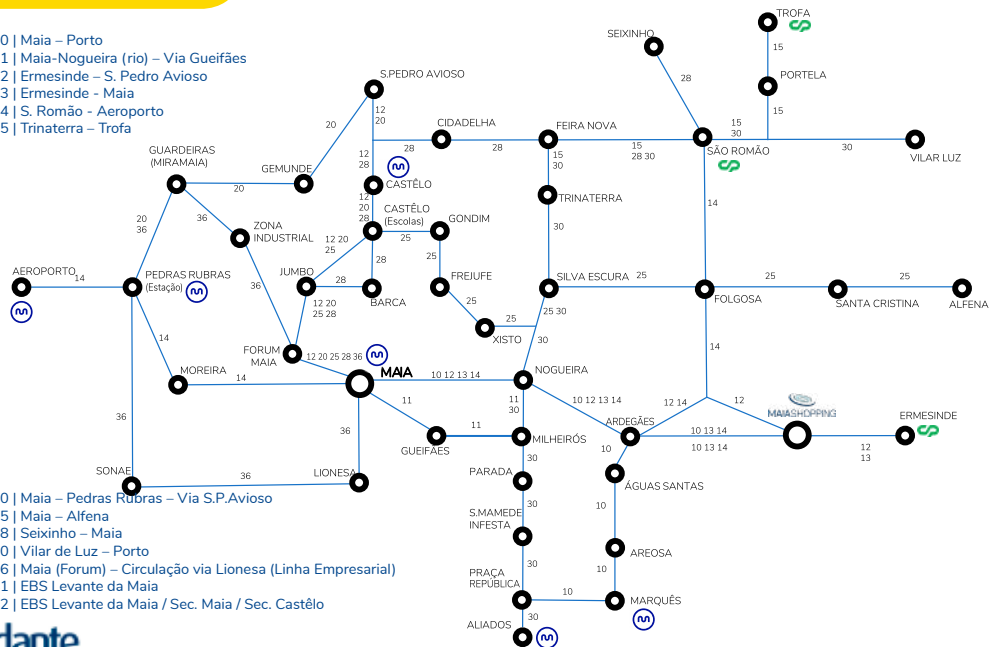 0 | Maia – Porto
1 | Maia-Nogueira (rio) – Via Gueifães
2 | Ermesinde – S. Pedro Avioso
3 | Ermesinde - Maia
4 | S. Romão - Aeroporto
5 | Trinaterra – Trofa
TROFA
15
PORTELA
15
SEIXINHO
28
S.PEDRO AVIOSO
12
20
20
CIDADELHA
28
28
FEIRA NOVA
15
30
15
28 30
15
30
SÃO ROMÃO
30
VILAR LUZ
GUARDEIRAS
(MIRAMAIA)
GEMUNDE
20
12
28
CASTÊLO
12
20
28
CASTÊLO
(Escolas)
GONDIM
25
TRINATERRA
30
14
20
36
36
ZONA
INDUSTRIAL
12 20
25
28
25
FREJUFE
AEROPORTO
14
PEDRAS RUBRAS
(Estação)
JUMBO
28
BARCA
SILVA ESCURA
25
FOLGOSA
25
SANTA CRISTINA
25
ALFENA
36
12 20
25 28
25
25
XISTO
25 30
30
14
14
FORUM
MAIA
12 20 25 28 36
MAIA
MOREIRA
14
10 12 13 14
NOGUEIRA
11
11
30
10 12 13 14
12 14
12
MAIASHOPPING
36
36
GUEIFAES
11
MILHEIRÓS
ARDEGÃES
10 13 14
10 13 14
ERMESINDE
12
13
10
30
PARADA
ÁGUAS SANTAS
SONAE
36
LIONESA
30
S.MAMEDE
INFESTA
10
AREOSA
30
10
PRAÇA
REPÚBLICA
10
MARQUÊS
30
ALIADOS
0 | Maia – Pedras Rubras – Via S.P.Avioso
5 | Maia – Alfena
8 | Seixinho – Maia
0 | Vilar de Luz – Porto
6 | Maia (Forum) – Circulação via Lionesa (Linha Empresarial)
1 | EBS Levante da Maia
2 | EBS Levante da Maia / Sec. Maia / Sec. Castêlo
dante